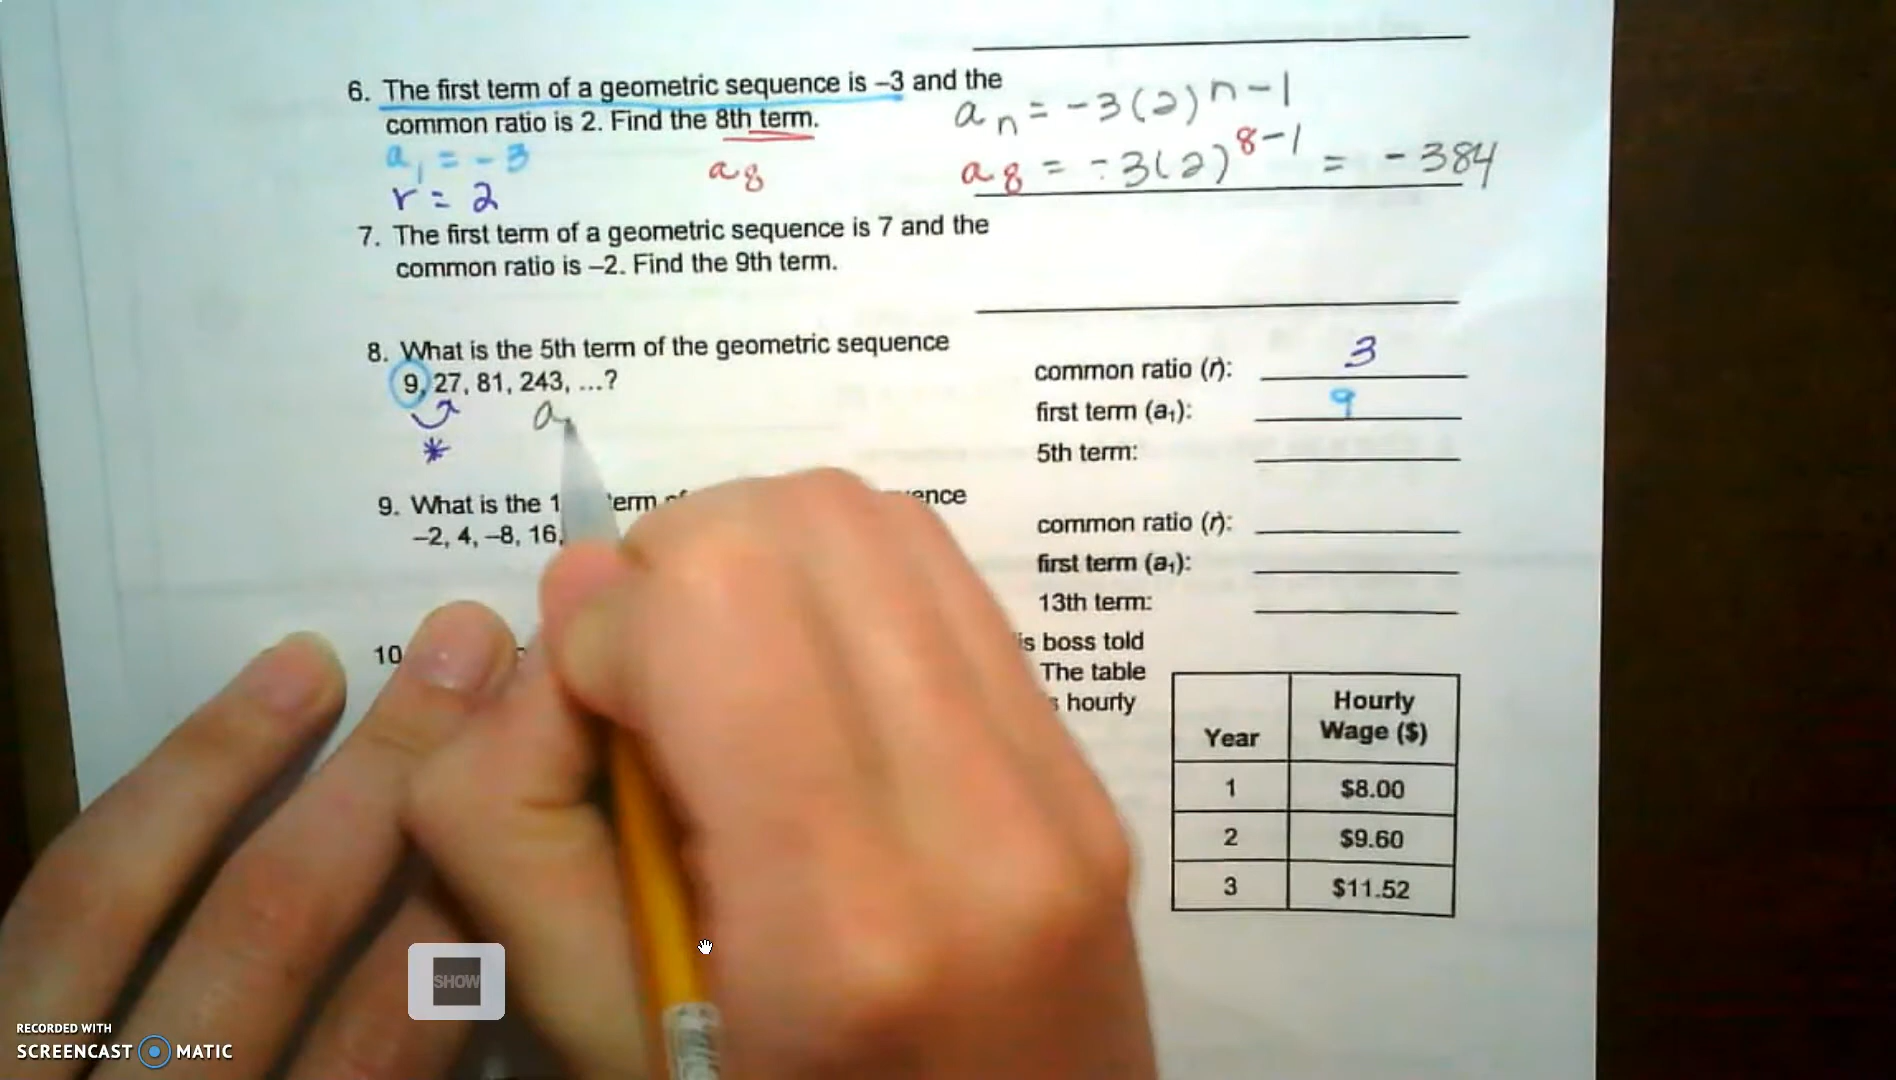 6. The first term of a geometric sequence is –3 and the
common ratio is 2. Find the 8th term.
a₁ = -3
r = 2
a₈
aₙ = -3(2)ⁿ⁻¹
a₈ = -3(2)⁸⁻¹ = -384
7. The first term of a geometric sequence is 7 and the
common ratio is –2. Find the 9th term.
8. What is the 5th term of the geometric sequence
9, 27, 81, 243, ...?
*
a
common ratio (r): 3
first term (a₁): 9
5th term:
9. What is the 1
–2, 4, –8, 16,
common ratio (r):
first term (a₁):
13th term:
10
is boss told
The table
hourly
Year Hourly Wage ($)
1 $8.00
2 $9.60
3 $11.52
SHOW
RECORDED WITH
SCREENCAST MATIC